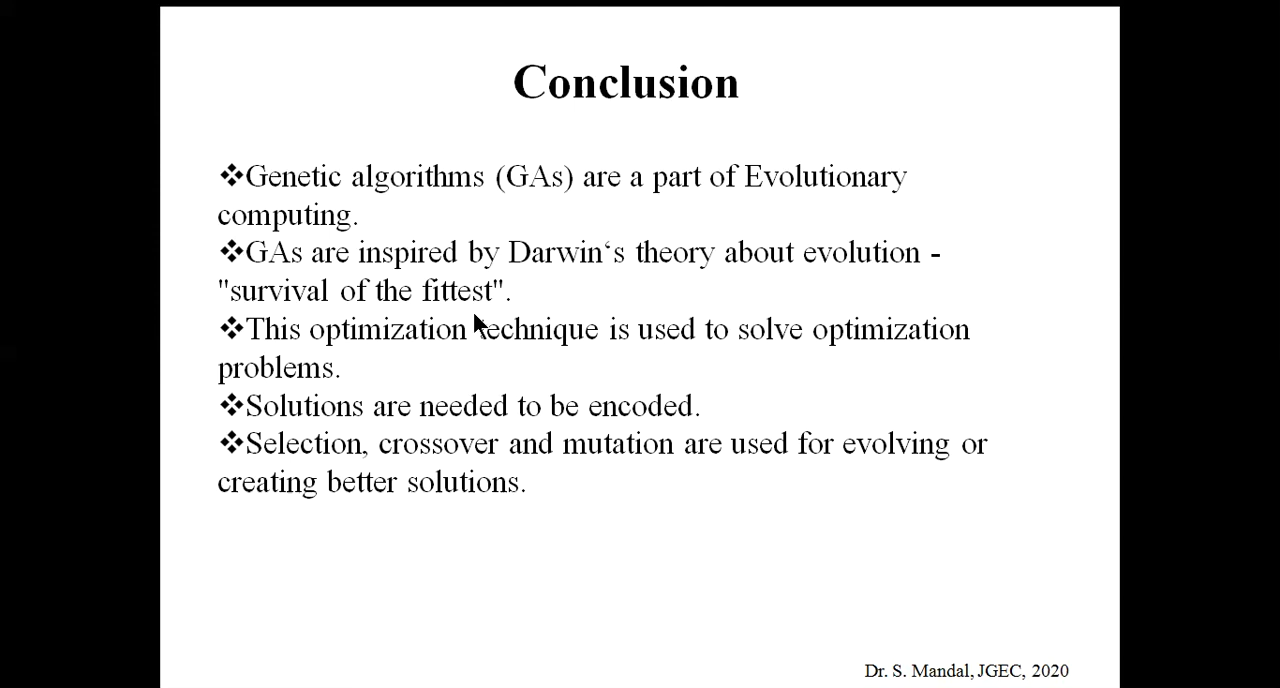 Conclusion
❖Genetic algorithms (GAs) are a part of Evolutionary
computing.
❖GAs are inspired by Darwin‘s theory about evolution -
"survival of the fittest".
❖This optimization technique is used to solve optimization
problems.
❖Solutions are needed to be encoded.
❖Selection, crossover and mutation are used for evolving or
creating better solutions.
Dr. S. Mandal, JGEC, 2020